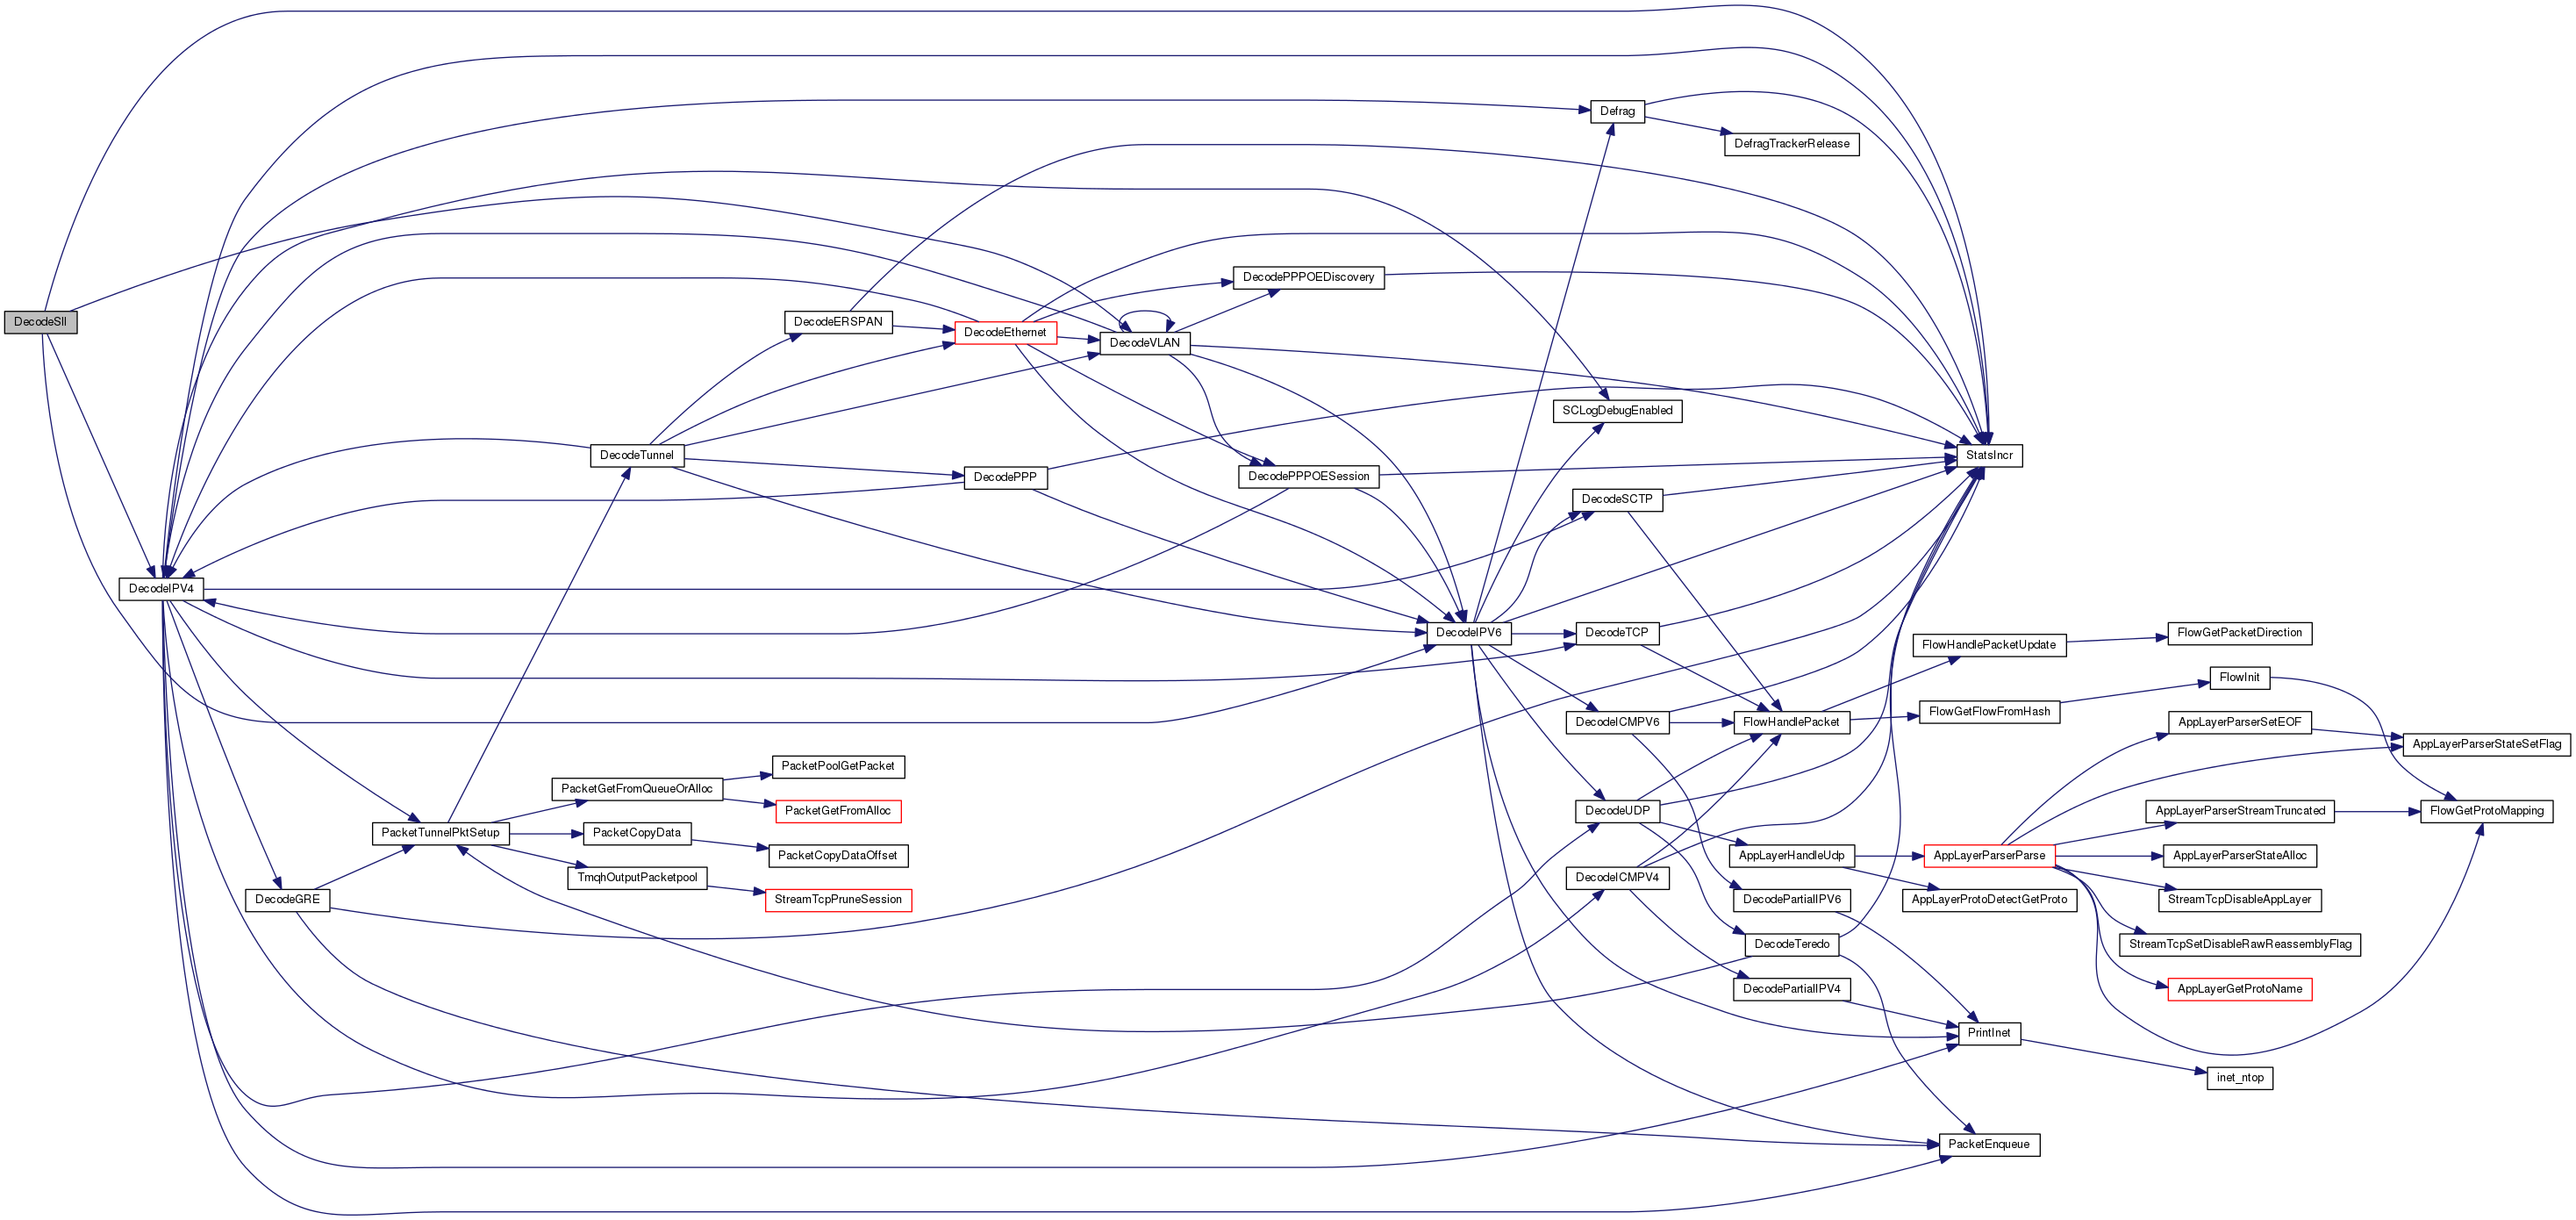 DecodeSll
DecodeIPV4
DecodeGRE
PacketTunnelPktSetup
DecodeTunnel
PacketGetFromQueueOrAlloc
PacketCopyData
TmqhOutputPacketpool
PacketPoolGetPacket
PacketGetFromAlloc
PacketCopyDataOffset
StreamTcpPruneSession
DecodeERSPAN
DecodeEthernet
DecodePPP
DecodeVLAN
DecodePPPOEDiscovery
DecodePPPOESession
DecodeIPV6
Defrag
DefragTrackerRelease
SCLogDebugEnabled
DecodeSCTP
DecodeTCP
DecodeICMPV6
DecodeUDP
DecodeICMPV4
FlowHandlePacket
AppLayerHandleUdp
DecodePartialIPV6
DecodeTeredo
DecodePartialIPV4
StatsIncr
FlowHandlePacketUpdate
FlowGetFlowFromHash
AppLayerParserParse
AppLayerProtoDetectGetProto
PrintInet
PacketEnqueue
FlowGetPacketDirection
FlowInit
AppLayerParserSetEOF
AppLayerParserStreamTruncated
AppLayerParserStateAlloc
StreamTcpDisableAppLayer
StreamTcpSetDisableRawReassemblyFlag
AppLayerGetProtoName
inet_ntop
AppLayerParserStateSetFlag
FlowGetProtoMapping